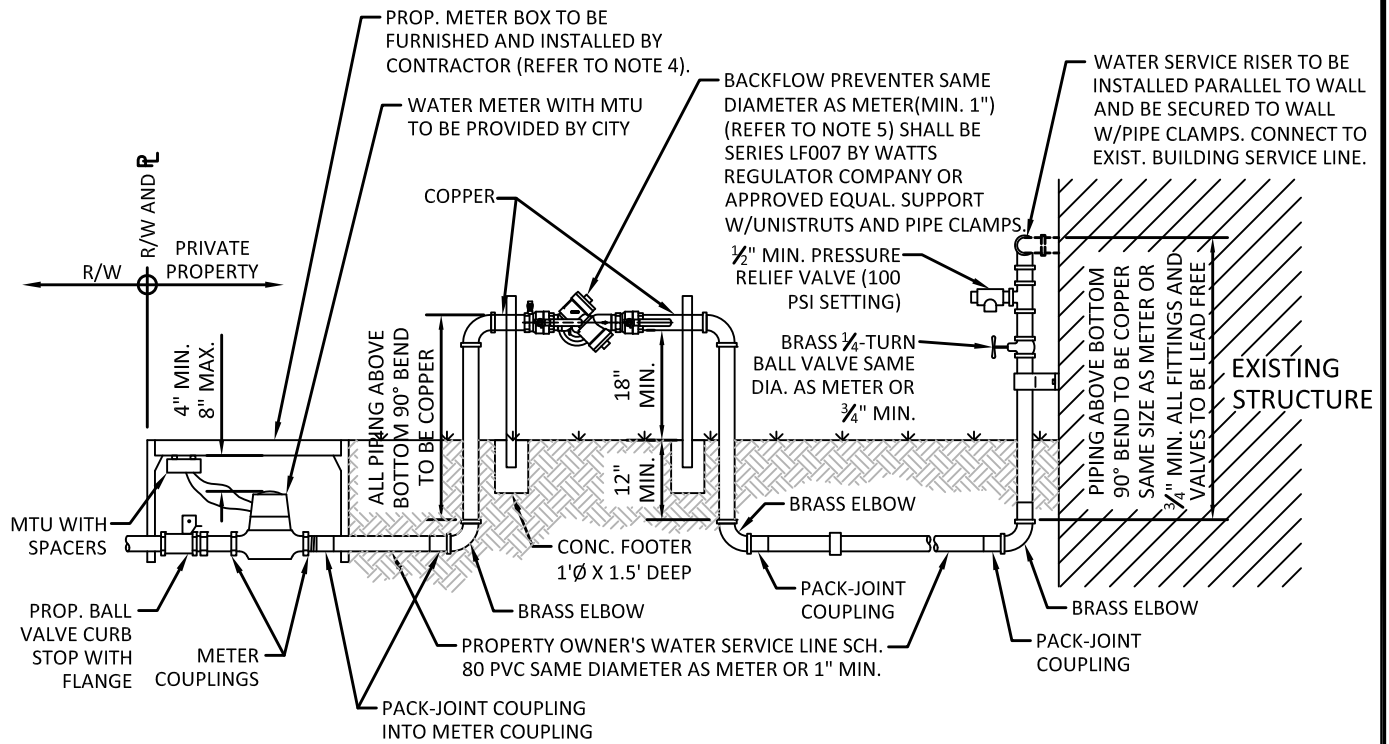 PROP. METER BOX TO BE
FURNISHED AND INSTALLED BY
CONTRACTOR (REFER TO NOTE 4).
WATER METER WITH MTU
TO BE PROVIDED BY CITY
BACKFLOW PREVENTER SAME
DIAMETER AS METER(MIN. 1")
(REFER TO NOTE 5) SHALL BE
SERIES LF007 BY WATTS
REGULATOR COMPANY OR
APPROVED EQUAL. SUPPORT
W/UNISTRUTS AND PIPE CLAMPS.
WATER SERVICE RISER TO BE
INSTALLED PARALLEL TO WALL
AND BE SECURED TO WALL
W/PIPE CLAMPS. CONNECT TO
EXIST. BUILDING SERVICE LINE.
R/W AND PL
R/W
PRIVATE
PROPERTY
COPPER
½" MIN. PRESSURE
RELIEF VALVE (100
PSI SETTING)
BRASS ¼-TURN
BALL VALVE SAME
DIA. AS METER OR
¾" MIN.
4" MIN.
8" MAX.
ALL PIPING ABOVE
BOTTOM 90° BEND
TO BE COPPER
18"
MIN.
12"
MIN.
PIPING ABOVE BOTTOM
90° BEND TO BE COPPER
SAME SIZE AS METER OR
¾" MIN. ALL FITTINGS AND
VALVES TO BE LEAD FREE
EXISTING
STRUCTURE
MTU WITH
SPACERS
CONC. FOOTER
1'Ø X 1.5' DEEP
BRASS ELBOW
PACK-JOINT
COUPLING
BRASS ELBOW
BRASS ELBOW
PACK-JOINT
COUPLING
PROP. BALL
VALVE CURB
STOP WITH
FLANGE
METER
COUPLINGS
PROPERTY OWNER'S WATER SERVICE LINE SCH.
80 PVC SAME DIAMETER AS METER OR 1" MIN.
PACK-JOINT COUPLING
INTO METER COUPLING